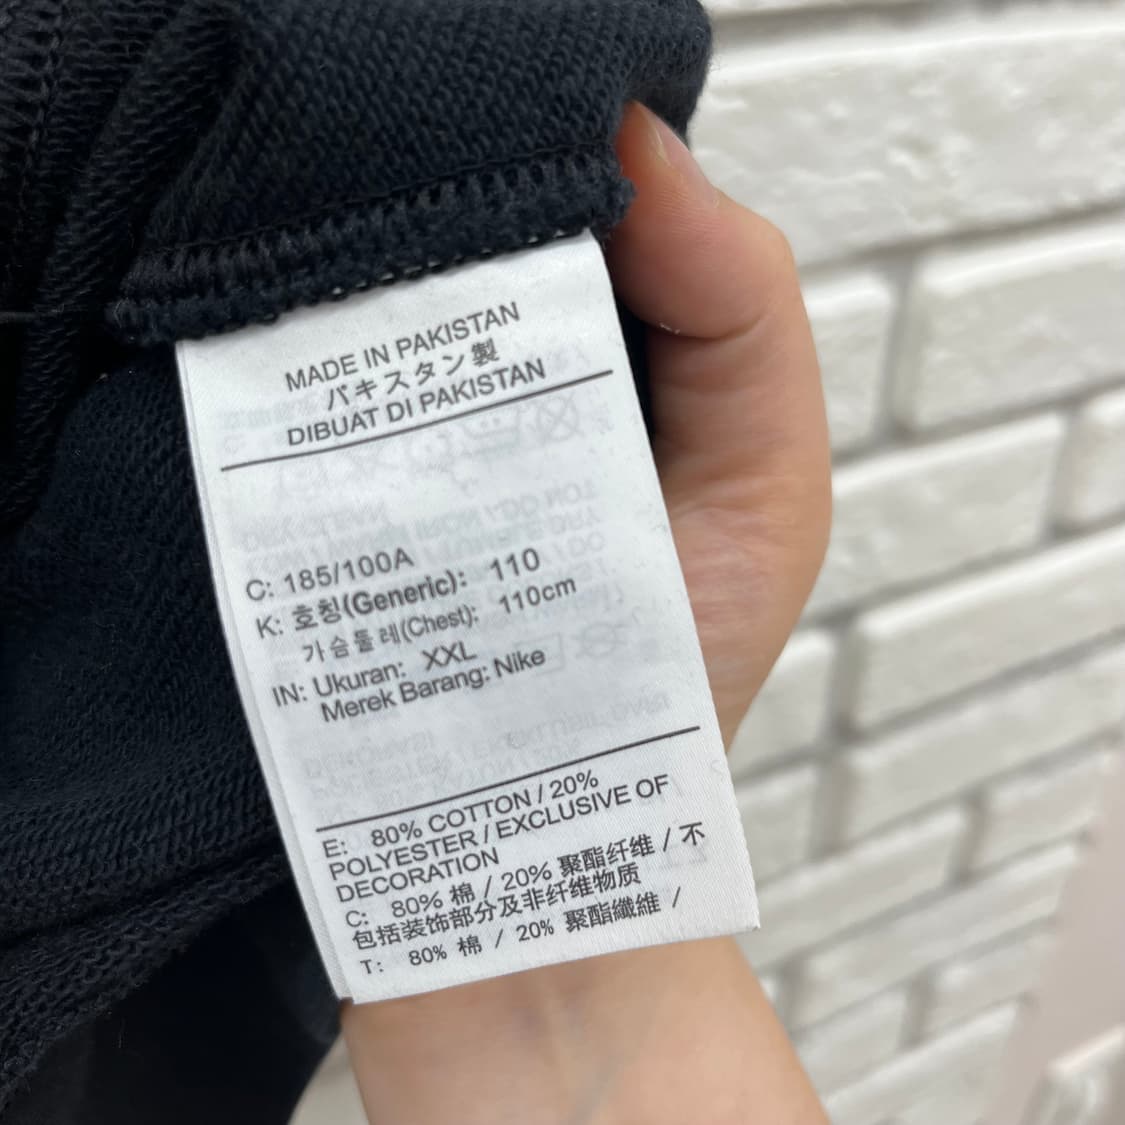 MADE IN PAKISTAN
パキスタン製
DIBUAT DI PAKISTAN
C: 185/100A
K: 호칭(Generic): 110
가슴둘레(Chest): 110cm
IN: Ukuran: XXL
Merek Barang: Nike
E: 80% COTTON / 20%
POLYESTER / EXCLUSIVE OF
DECORATION
C: 80% 棉 / 20% 聚酯纤维 / 不
包括装饰部分及非纤维物质
T: 80% 棉 / 20% 聚酯纖維 /